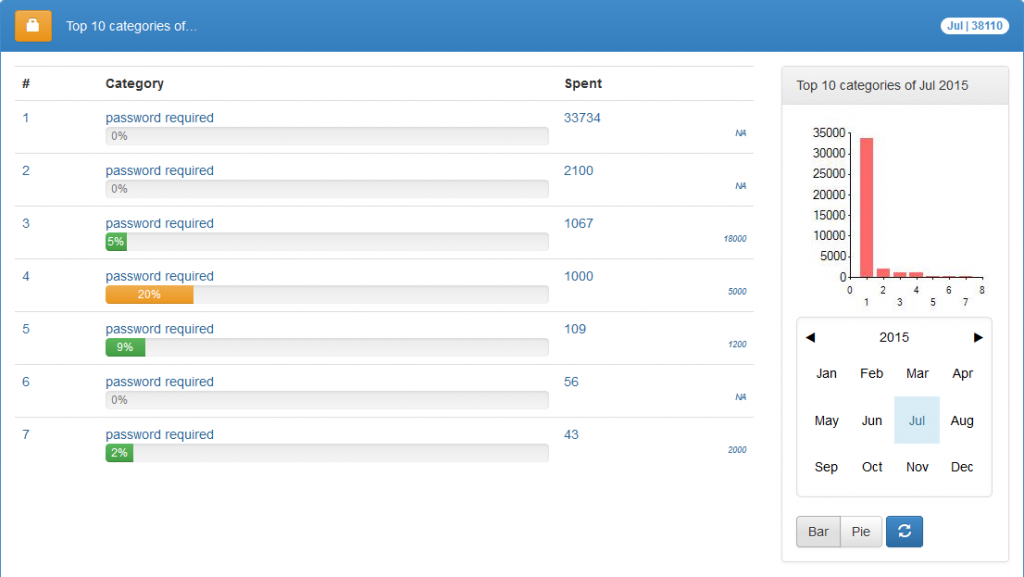 Top 10 categories of...
Jul | 38110
# Category Spent
1 password required 33734
0% NA
2 password required 2100
0% NA
3 password required 1067
5% 18000
4 password required 1000
20% 5000
5 password required 109
9% 1200
6 password required 56
0% NA
7 password required 43
2% 2000
Top 10 categories of Jul 2015
35000
30000
25000
20000
15000
10000
5000
0
0 2 4 6 8
1 3 5 7
◀ 2015 ▶
Jan Feb Mar Apr
May Jun Jul Aug
Sep Oct Nov Dec
Bar Pie